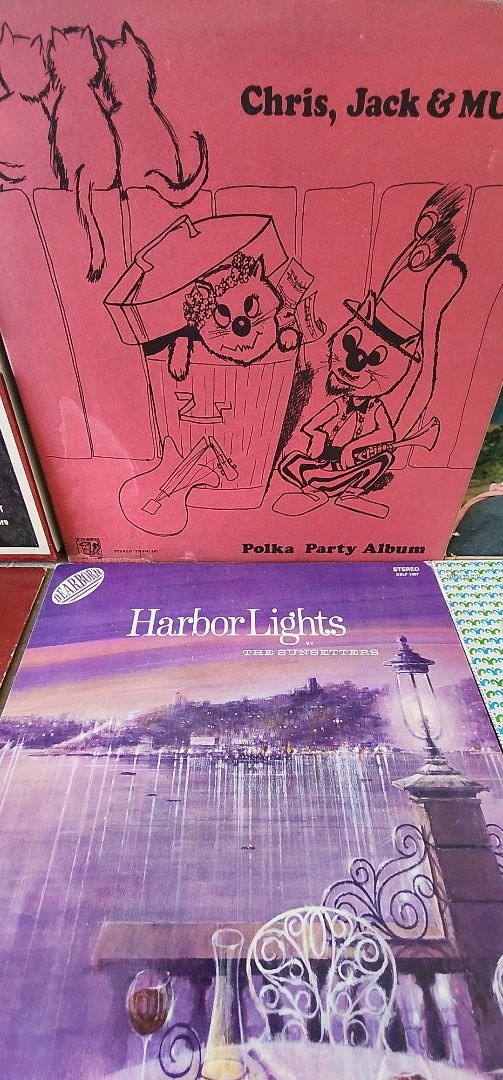 Chris, Jack & MU
Polka Party Album
DEARBORN
STEREO
Harbor Lights
BY
THE SUNSETTERS